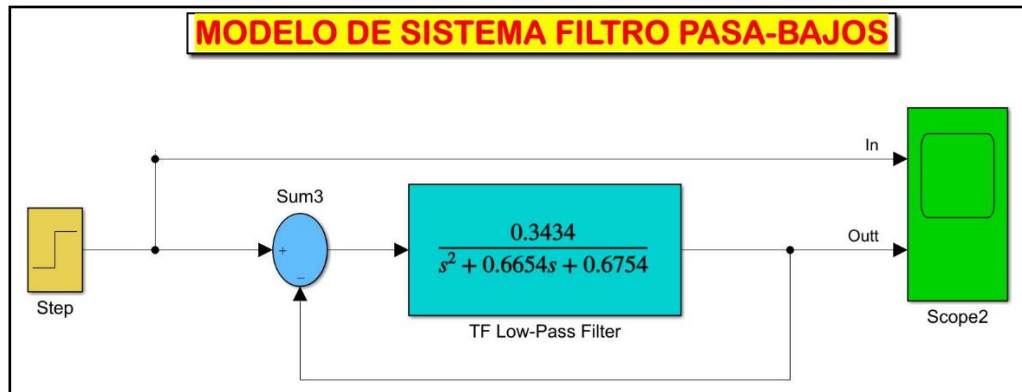 MODELO DE SISTEMA FILTRO PASA-BAJOS
In
Sum3
+
−
0.3434
s² + 0.6654s + 0.6754
Outt
Step
TF Low-Pass Filter
Scope2